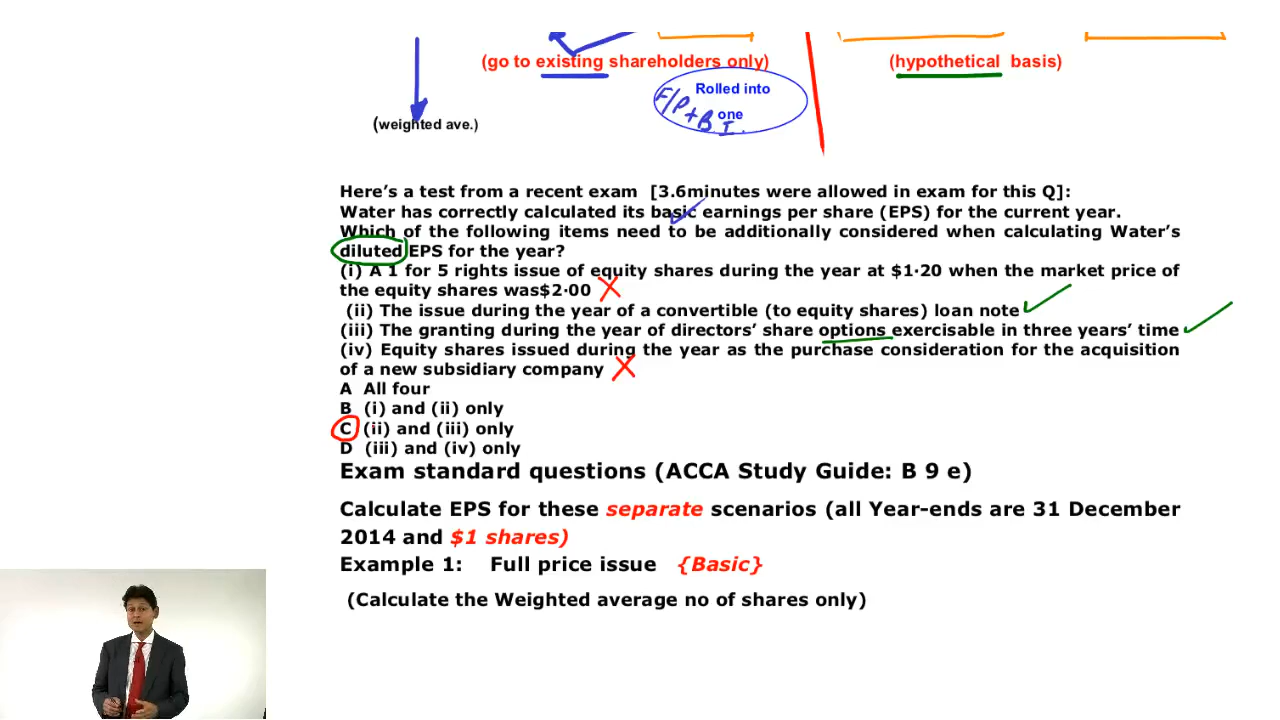 (go to existing shareholders only)
(hypothetical basis)
Rolled into
one
F/P + B I.
(weighted ave.)
Here's a test from a recent exam [3.6minutes were allowed in exam for this Q]:
Water has correctly calculated its basic earnings per share (EPS) for the current year.
Which of the following items need to be additionally considered when calculating Water's
diluted EPS for the year?
(i) A 1 for 5 rights issue of equity shares during the year at $1·20 when the market price of
the equity shares was$2·00
(ii) The issue during the year of a convertible (to equity shares) loan note
(iii) The granting during the year of directors' share options exercisable in three years' time
(iv) Equity shares issued during the year as the purchase consideration for the acquisition
of a new subsidiary company
A All four
B (i) and (ii) only
C (ii) and (iii) only
D (iii) and (iv) only
Exam standard questions (ACCA Study Guide: B 9 e)
Calculate EPS for these separate scenarios (all Year-ends are 31 December
2014 and $1 shares)
Example 1: Full price issue {Basic}
(Calculate the Weighted average no of shares only)